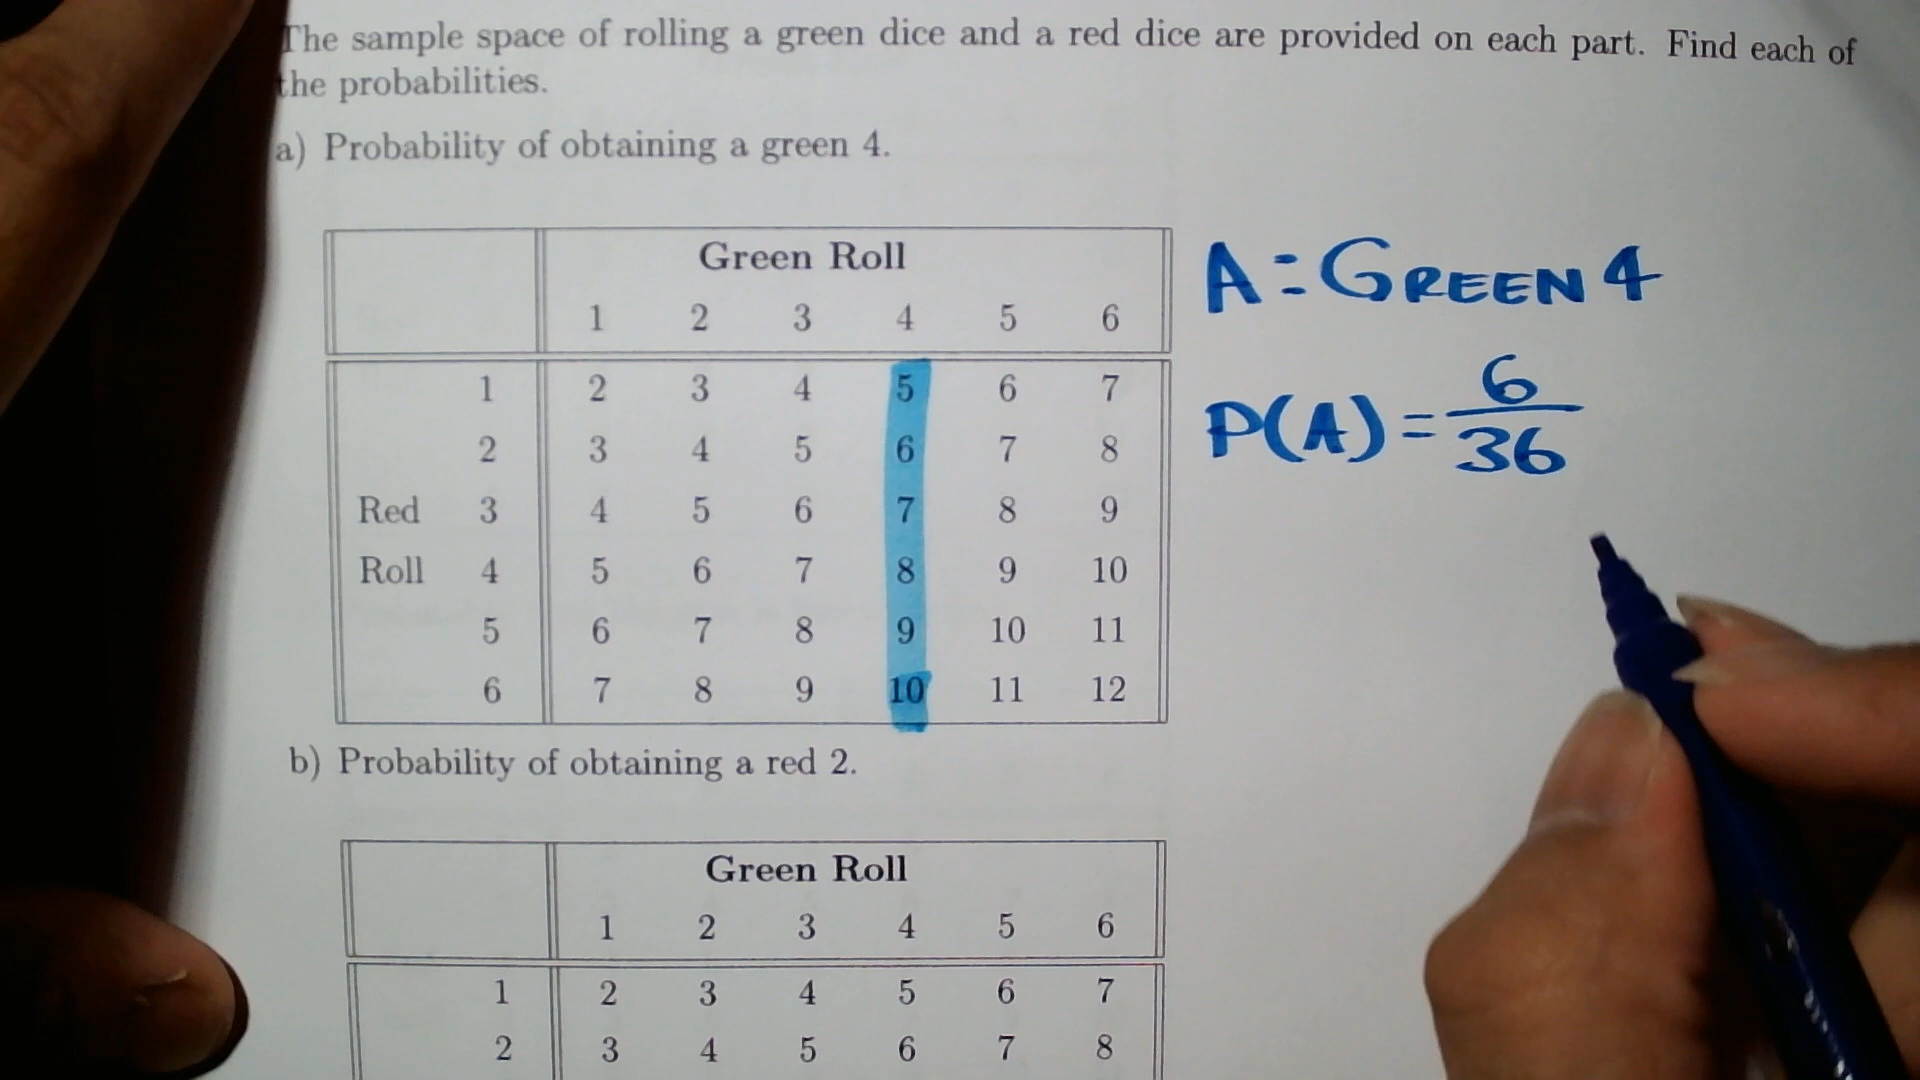 The sample space of rolling a green dice and a red dice are provided on each part. Find each of
the probabilities.
a) Probability of obtaining a green 4.
Green Roll
1 2 3 4 5 6
1 2 3 4 5 6 7
2 3 4 5 6 7 8
Red 3 4 5 6 7 8 9
Roll 4 5 6 7 8 9 10
5 6 7 8 9 10 11
6 7 8 9 10 11 12
A = GREEN 4
P(A) = 6
36
b) Probability of obtaining a red 2.
Green Roll
1 2 3 4 5 6
1 2 3 4 5 6 7
2 3 4 5 6 7 8